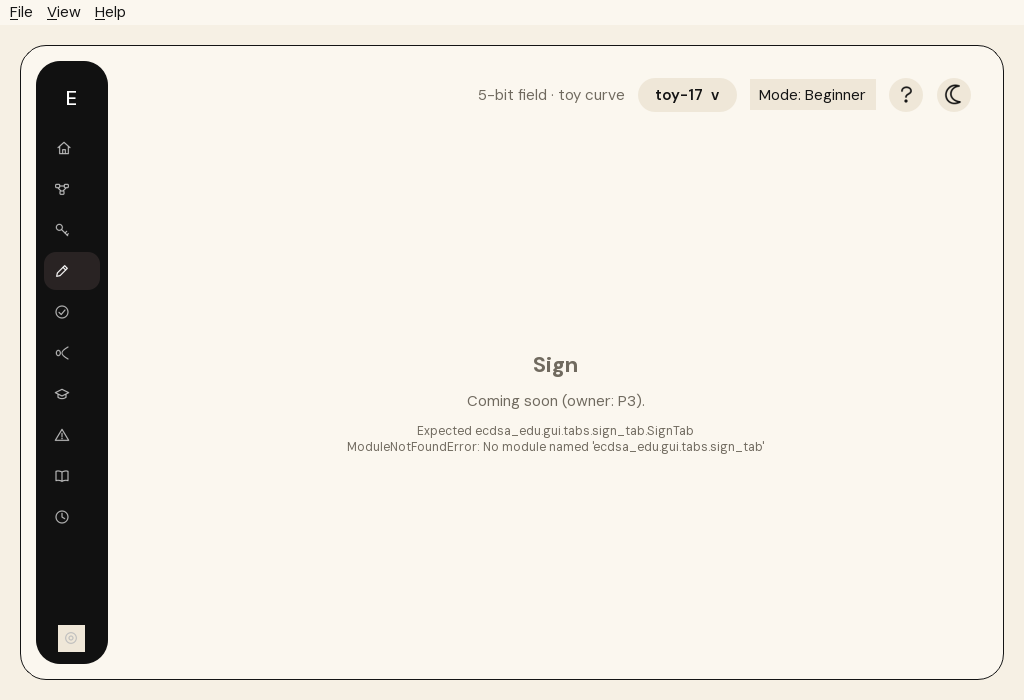 File View Help
E
5-bit field · toy curve
toy-17 v
Mode: Beginner
?
Sign
Coming soon (owner: P3).
Expected ecdsa_edu.gui.tabs.sign_tab.SignTab
ModuleNotFoundError: No module named 'ecdsa_edu.gui.tabs.sign_tab'